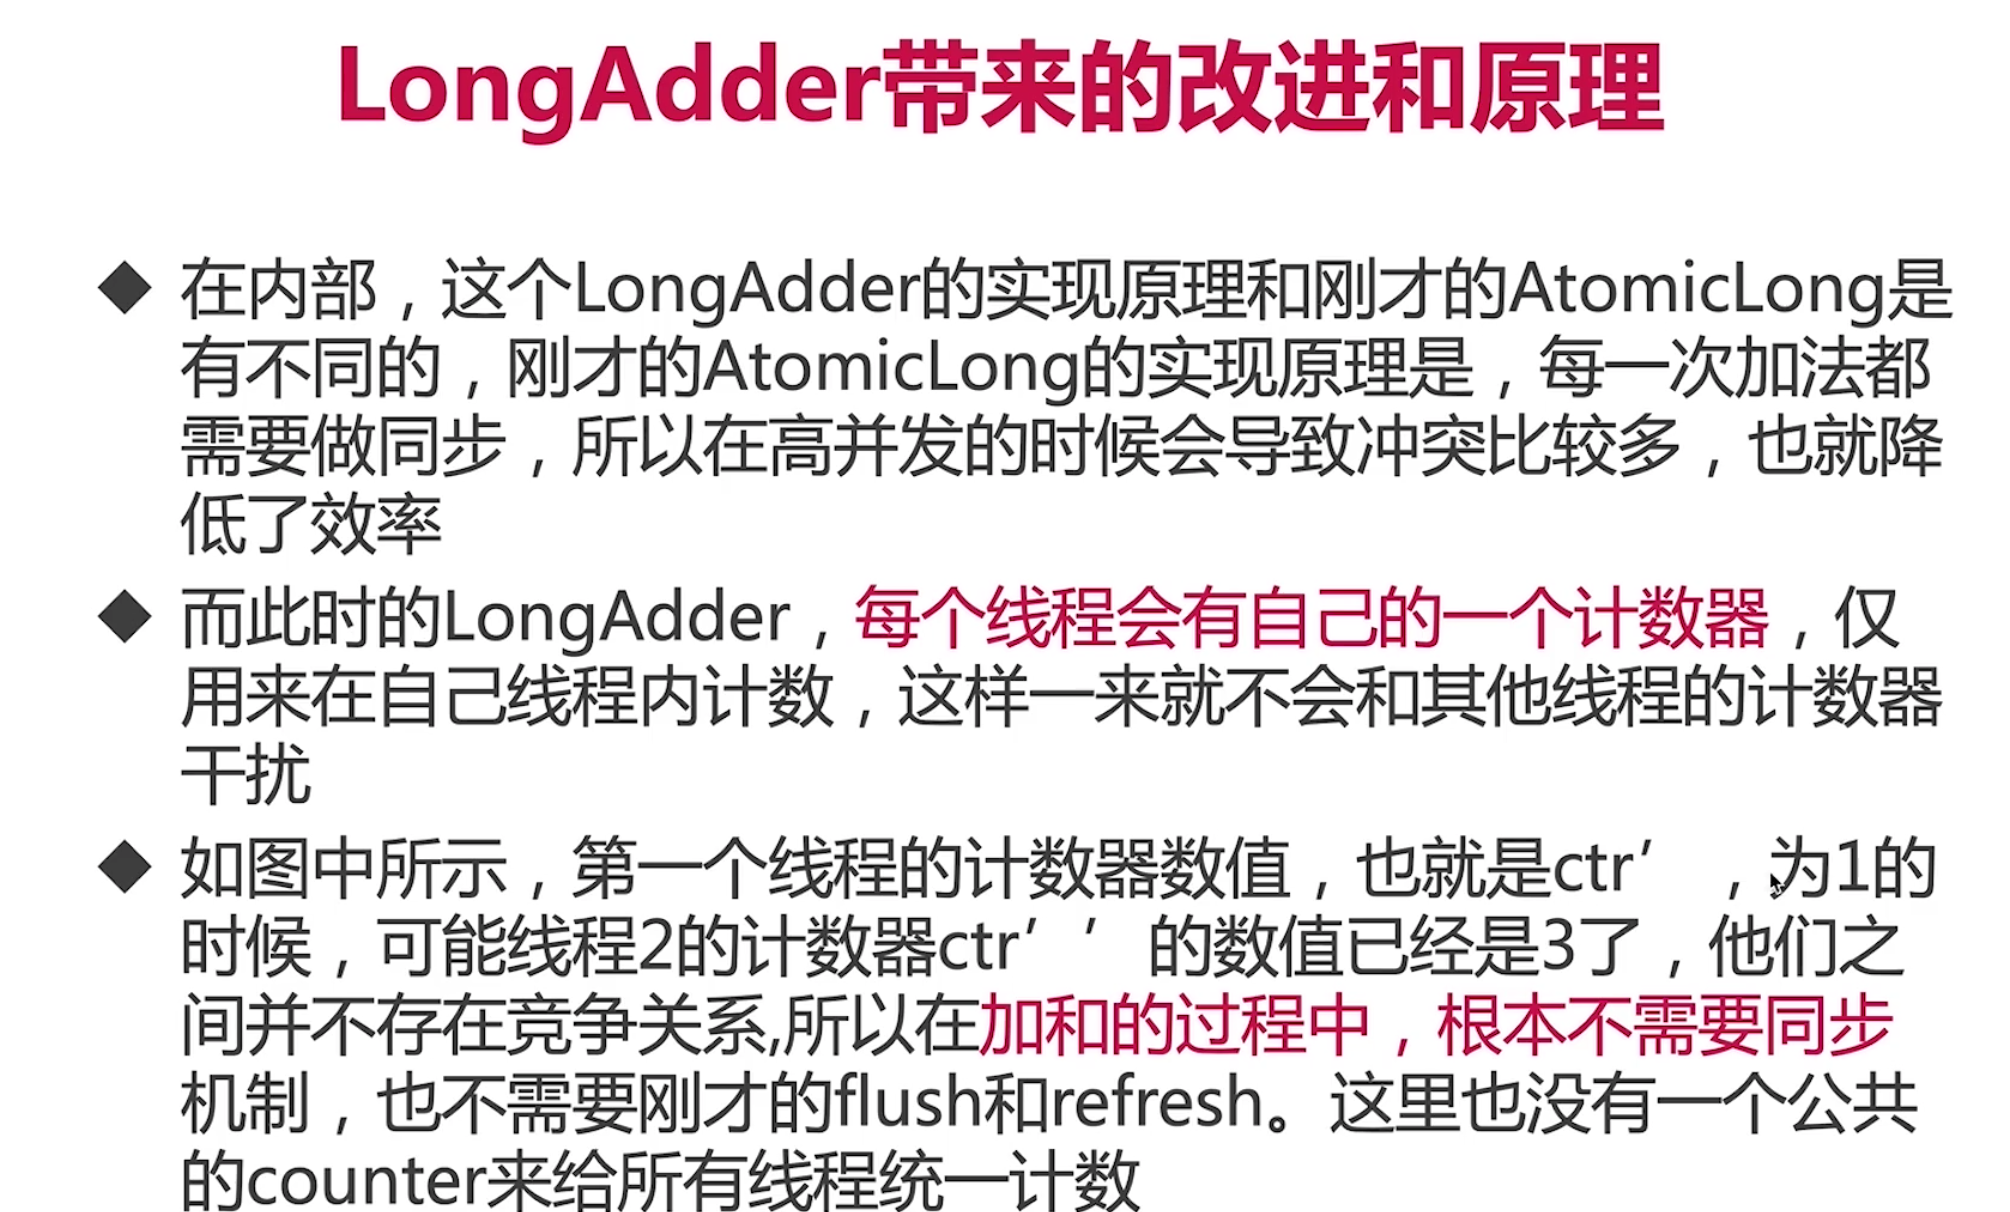 LongAdder带来的改进和原理
◆ 在内部，这个LongAdder的实现原理和刚才的AtomicLong是
有不同的，刚才的AtomicLong的实现原理是，每一次加法都
需要做同步，所以在高并发的时候会导致冲突比较多，也就降
低了效率
◆ 而此时的LongAdder，每个线程会有自己的一个计数器，仅
用来在自己线程内计数，这样一来就不会和其他线程的计数器
干扰
◆ 如图中所示，第一个线程的计数器数值，也就是ctr’，为1的
时候，可能线程2的计数器ctr’’的数值已经是3了，他们之
间并不存在竞争关系,所以在加和的过程中，根本不需要同步
机制，也不需要刚才的flush和refresh。这里也没有一个公共
的counter来给所有线程统一计数